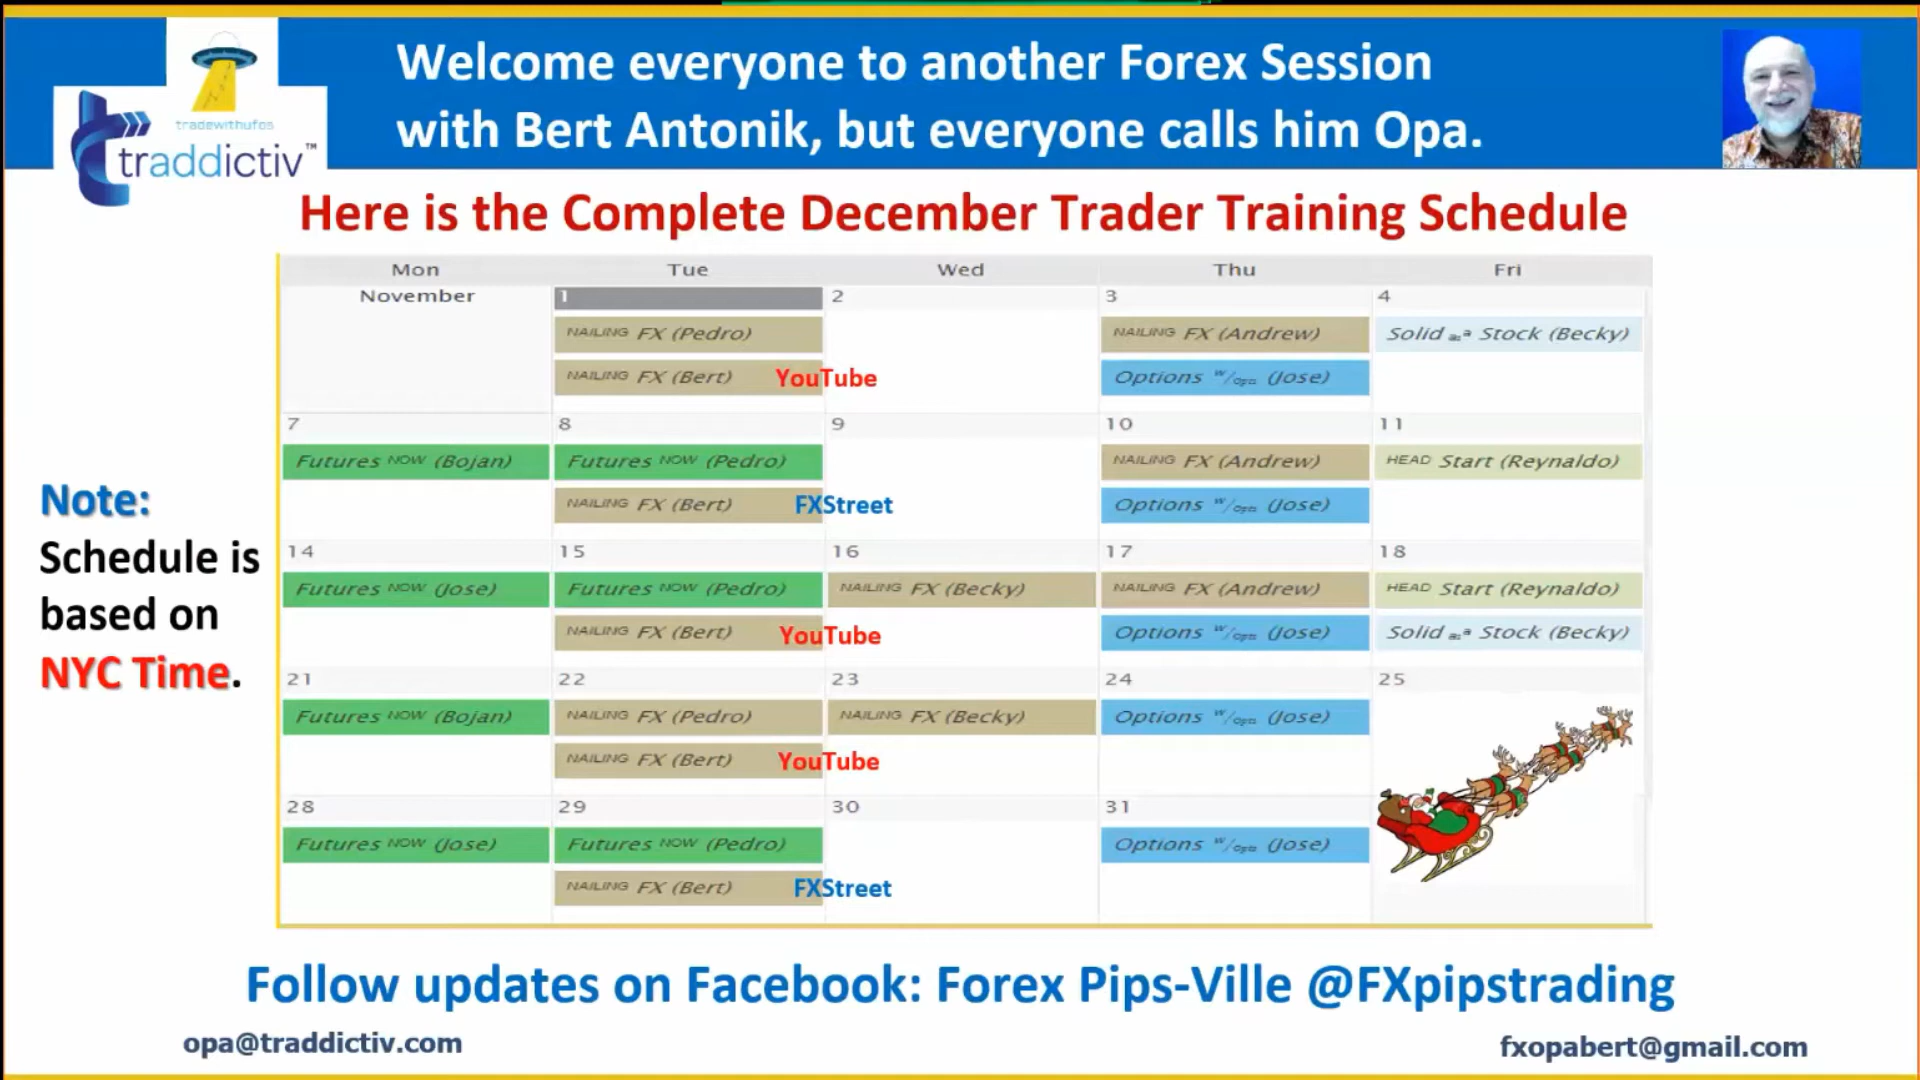 Welcome everyone to another Forex Session
with Bert Antonik, but everyone calls him Opa.
tradewithufos
traddictiv™
Here is the Complete December Trader Training Schedule
Mon Tue Wed Thu Fri
November 1 2 3 4
NAILING FX (Pedro) NAILING FX (Andrew) Solid as a Stock (Becky)
NAILING FX (Bert) YouTube Options w/Opn (Jose)
7 8 9 10 11
Futures NOW (Bojan) Futures NOW (Pedro) NAILING FX (Andrew) HEAD Start (Reynaldo)
NAILING FX (Bert) FXStreet Options w/Opn (Jose)
14 15 16 17 18
Futures NOW (Jose) Futures NOW (Pedro) NAILING FX (Becky) NAILING FX (Andrew) HEAD Start (Reynaldo)
NAILING FX (Bert) YouTube Options w/Opn (Jose) Solid as a Stock (Becky)
21 22 23 24 25
Futures NOW (Bojan) NAILING FX (Pedro) NAILING FX (Becky) Options w/Opn (Jose)
NAILING FX (Bert) YouTube
28 29 30 31
Futures NOW (Jose) Futures NOW (Pedro) Options w/Opn (Jose)
NAILING FX (Bert) FXStreet
Note:
Schedule is
based on
NYC Time.
Follow updates on Facebook: Forex Pips-Ville @FXpipstrading
opa@traddictiv.com
fxopabert@gmail.com